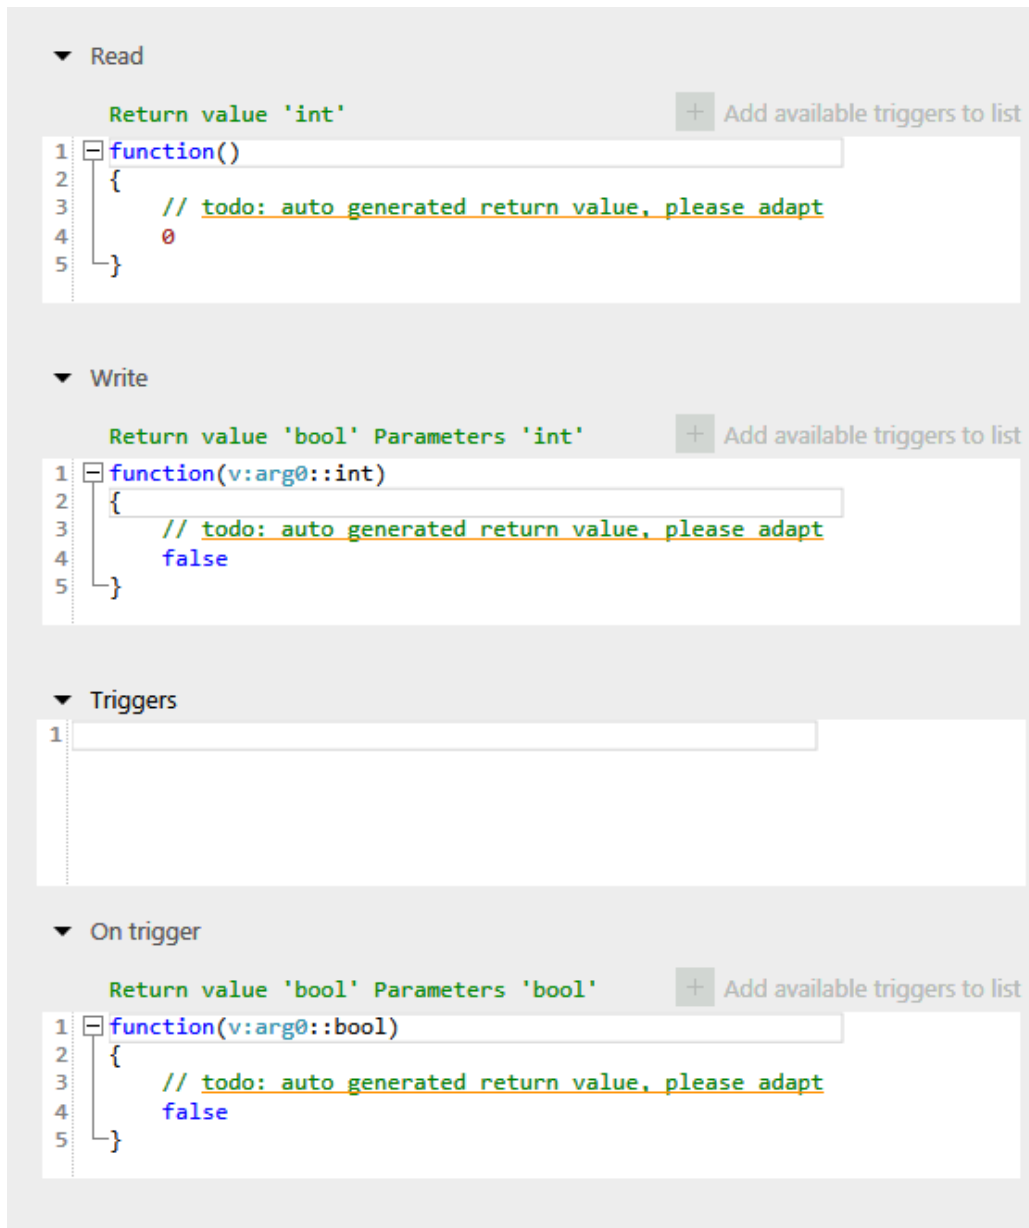 Read
Return value 'int' + Add available triggers to list
1 function()
2 {
3 // todo: auto generated return value, please adapt
4 0
5 }
Write
Return value 'bool' Parameters 'int' + Add available triggers to list
1 function(v:arg0::int)
2 {
3 // todo: auto generated return value, please adapt
4 false
5 }
Triggers
1
On trigger
Return value 'bool' Parameters 'bool' + Add available triggers to list
1 function(v:arg0::bool)
2 {
3 // todo: auto generated return value, please adapt
4 false
5 }